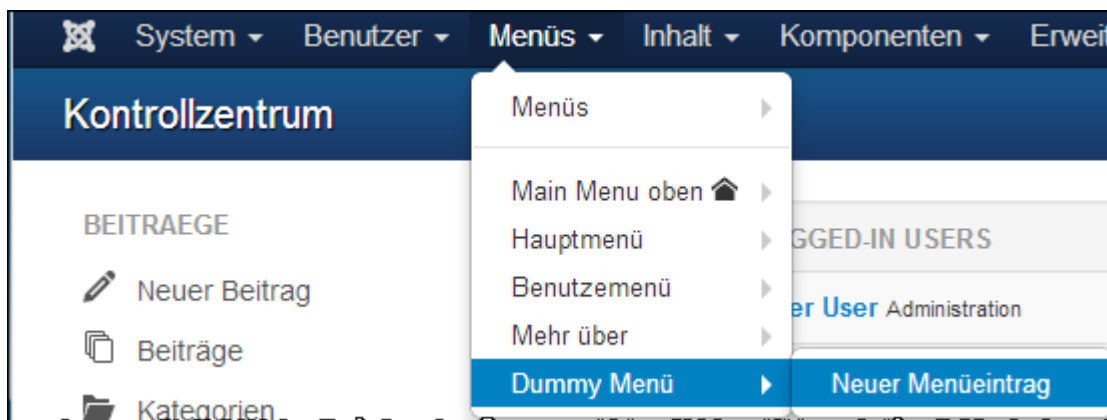 System Benutzer Menüs Inhalt Komponenten Erweit
Kontrollzentrum
Menüs
Main Menu oben
Hauptmenü
Benutzemenü
Mehr über
Dummy Menü
Neuer Menüeintrag
BEITRAEGE
Neuer Beitrag
Beiträge
Kategorien
GGED-IN USERS
er User Administration